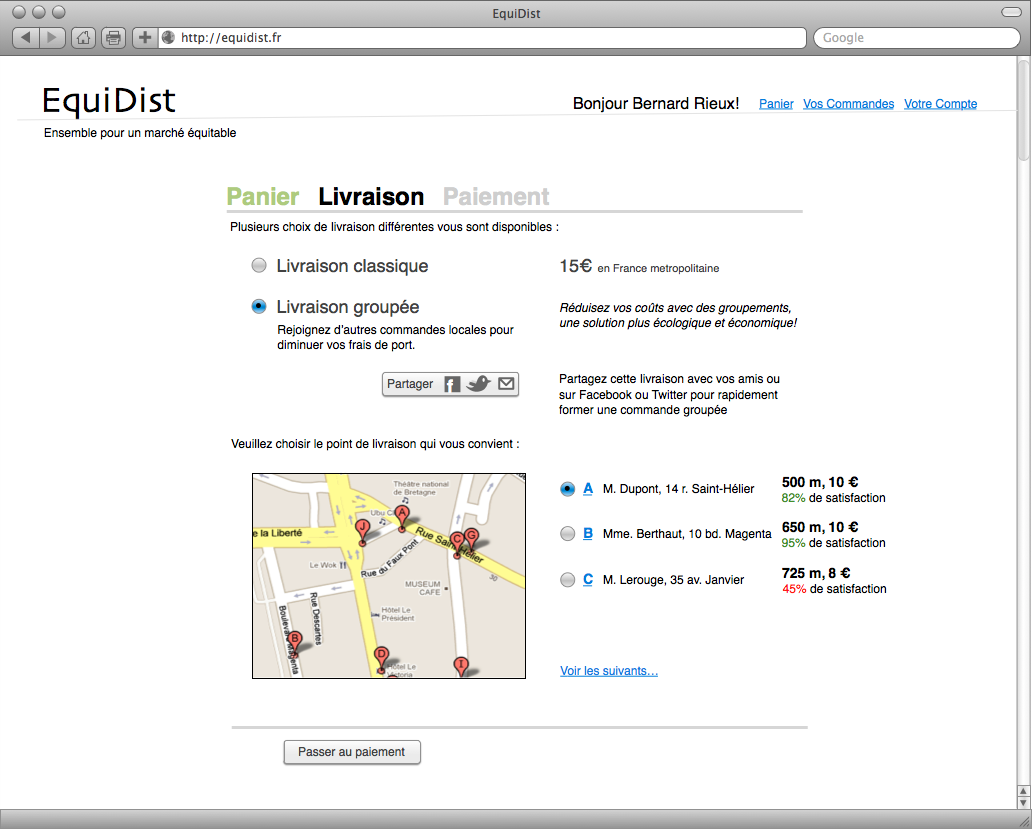 EquiDist
http://equidist.fr
Google
EquiDist
Bonjour Bernard Rieux! Panier Vos Commandes Votre Compte
Ensemble pour un marché équitable
Panier Livraison Paiement
Plusieurs choix de livraison différentes vous sont disponibles :
Livraison classique
15€ en France metropolitaine
Livraison groupée
Rejoignez d'autres commandes locales pour
diminuer vos frais de port.
Réduisez vos coûts avec des groupements,
une solution plus écologique et économique!
Partager
Partagez cette livraison avec vos amis ou
sur Facebook ou Twitter pour rapidement
former une commande groupée
Veuillez choisir le point de livraison qui vous convient :
Théâtre national
de Bretagne
Ubu
A
J
e la Liberté
Rue Saint-Hélier
C
G
Rue du Faux Pont
Le Wok
30
MUSEUM
CAFE
Rue Descartes
Hôtel Le
Président
Boulevard Magenta
B
D
Hôtel Le
Victoria
I
A M. Dupont, 14 r. Saint-Hélier
500 m, 10 €
82% de satisfaction
B Mme. Berthaut, 10 bd. Magenta
650 m, 10 €
95% de satisfaction
C M. Lerouge, 35 av. Janvier
725 m, 8 €
45% de satisfaction
Voir les suivants…
Passer au paiement